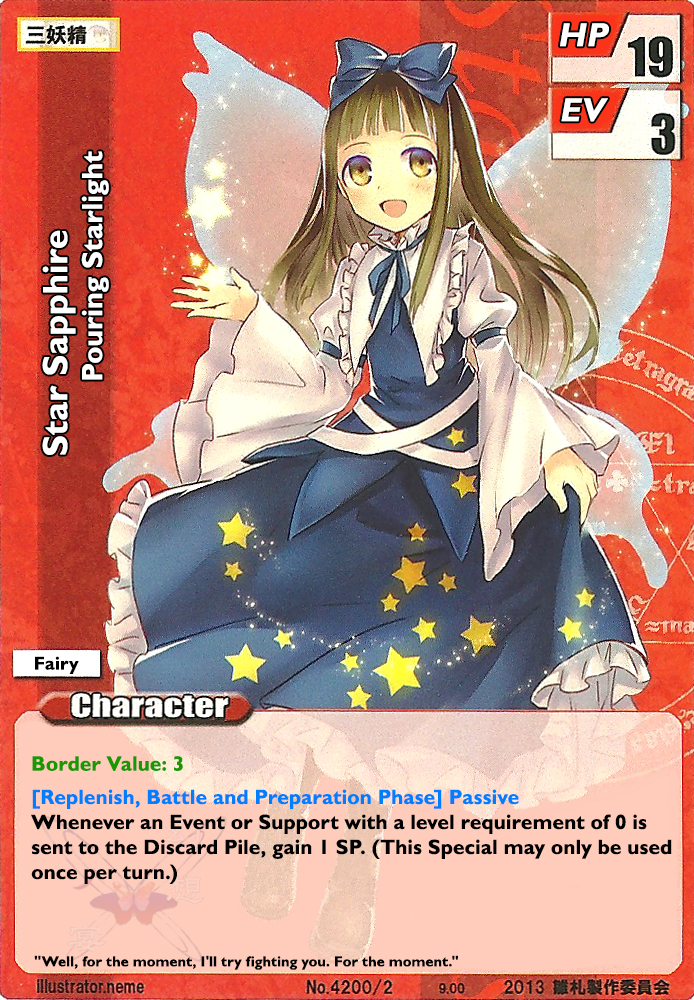 三妖精
HP 19
EV 3
Star Sapphire
Pouring Starlight
Fairy
Character
Border Value: 3
[Replenish, Battle and Preparation Phase] Passive
Whenever an Event or Support with a level requirement of 0 is
sent to the Discard Pile, gain 1 SP. (This Special may only be used
once per turn.)
"Well, for the moment, I'll try fighting you. For the moment."
illustrator.neme
No.4200/2
9.00
2013 雛札製作委員会